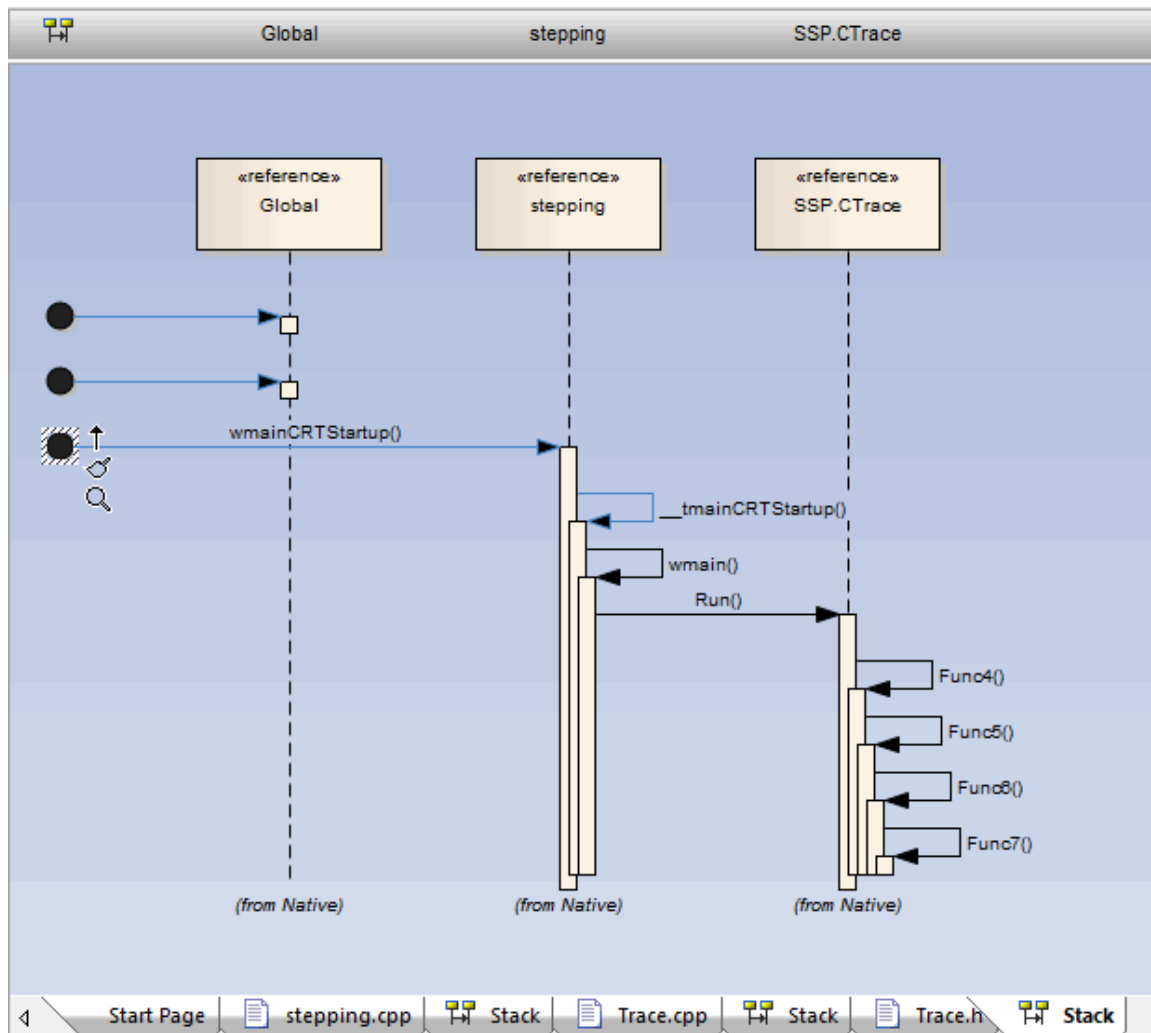 Global stepping SSP.CTrace
«reference» «reference» «reference»
Global stepping SSP.CTrace
wmainCRTStartup()
__tmainCRTStartup()
wmain()
Run()
Func4()
Func5()
Func6()
Func7()
(from Native) (from Native) (from Native)
Start Page stepping.cpp Stack Trace.cpp Stack Trace.h Stack